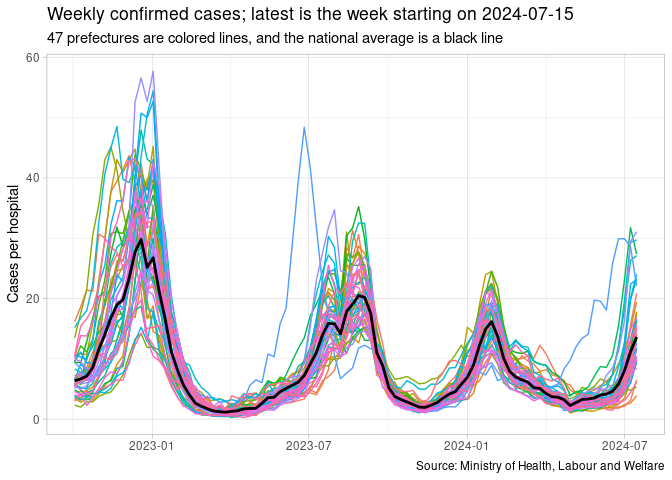 Weekly confirmed cases; latest is the week starting on 2024-07-15
47 prefectures are colored lines, and the national average is a black line
60
40
20
0
Cases per hospital
2023-01
2023-07
2024-01
2024-07
Source: Ministry of Health, Labour and Welfare